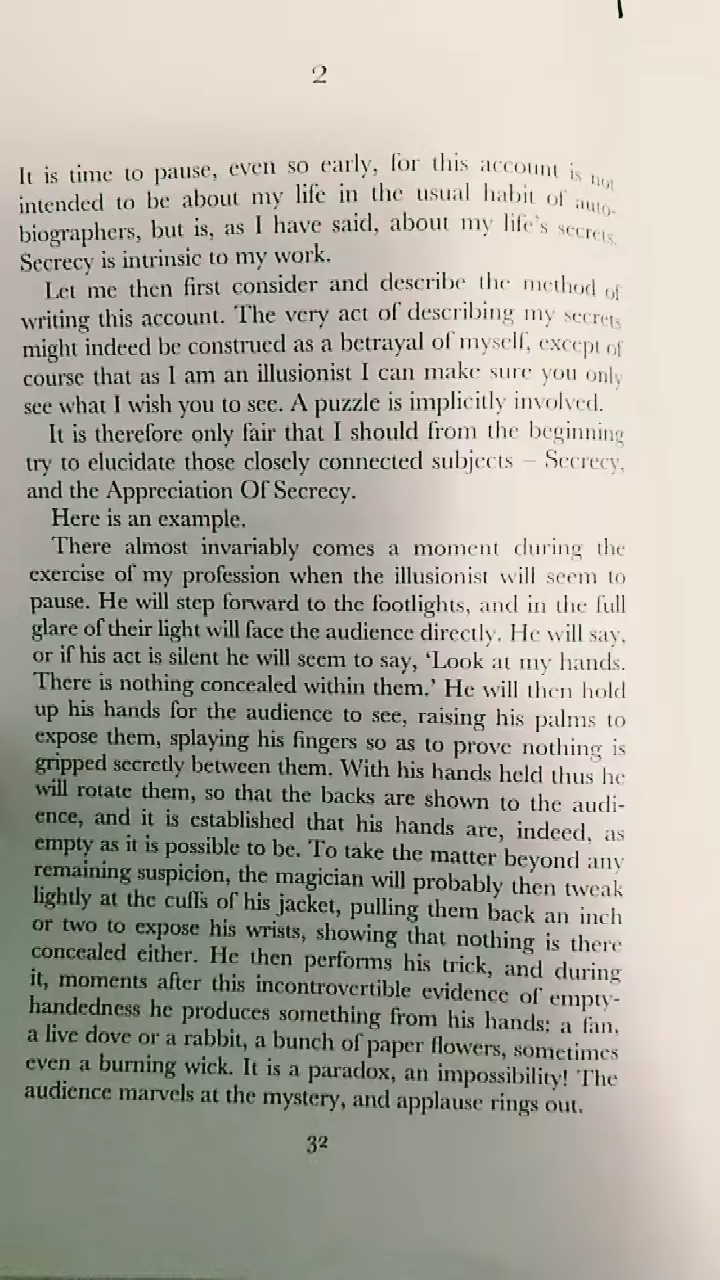 2
It is time to pause, even so early, for this account is not
intended to be about my life in the usual habit of auto-
biographers, but is, as I have said, about my life's secrets.
Secrecy is intrinsic to my work.
Let me then first consider and describe the method of
writing this account. The very act of describing my secrets
might indeed be construed as a betrayal of myself, except of
course that as I am an illusionist I can make sure you only
see what I wish you to see. A puzzle is implicitly involved.
It is therefore only fair that I should from the beginning
try to elucidate those closely connected subjects – Secrecy,
and the Appreciation Of Secrecy.
Here is an example.
There almost invariably comes a moment during the
exercise of my profession when the illusionist will seem to
pause. He will step forward to the footlights, and in the full
glare of their light will face the audience directly. He will say,
or if his act is silent he will seem to say, ‘Look at my hands.
There is nothing concealed within them.’ He will then hold
up his hands for the audience to see, raising his palms to
expose them, splaying his fingers so as to prove nothing is
gripped secretly between them. With his hands held thus he
will rotate them, so that the backs are shown to the audi-
ence, and it is established that his hands are, indeed, as
empty as it is possible to be. To take the matter beyond any
remaining suspicion, the magician will probably then tweak
lightly at the cuffs of his jacket, pulling them back an inch
or two to expose his wrists, showing that nothing is there
concealed either. He then performs his trick, and during
it, moments after this incontrovertible evidence of empty-
handedness he produces something from his hands: a fan,
a live dove or a rabbit, a bunch of paper flowers, sometimes
even a burning wick. It is a paradox, an impossibility! The
audience marvels at the mystery, and applause rings out.
32